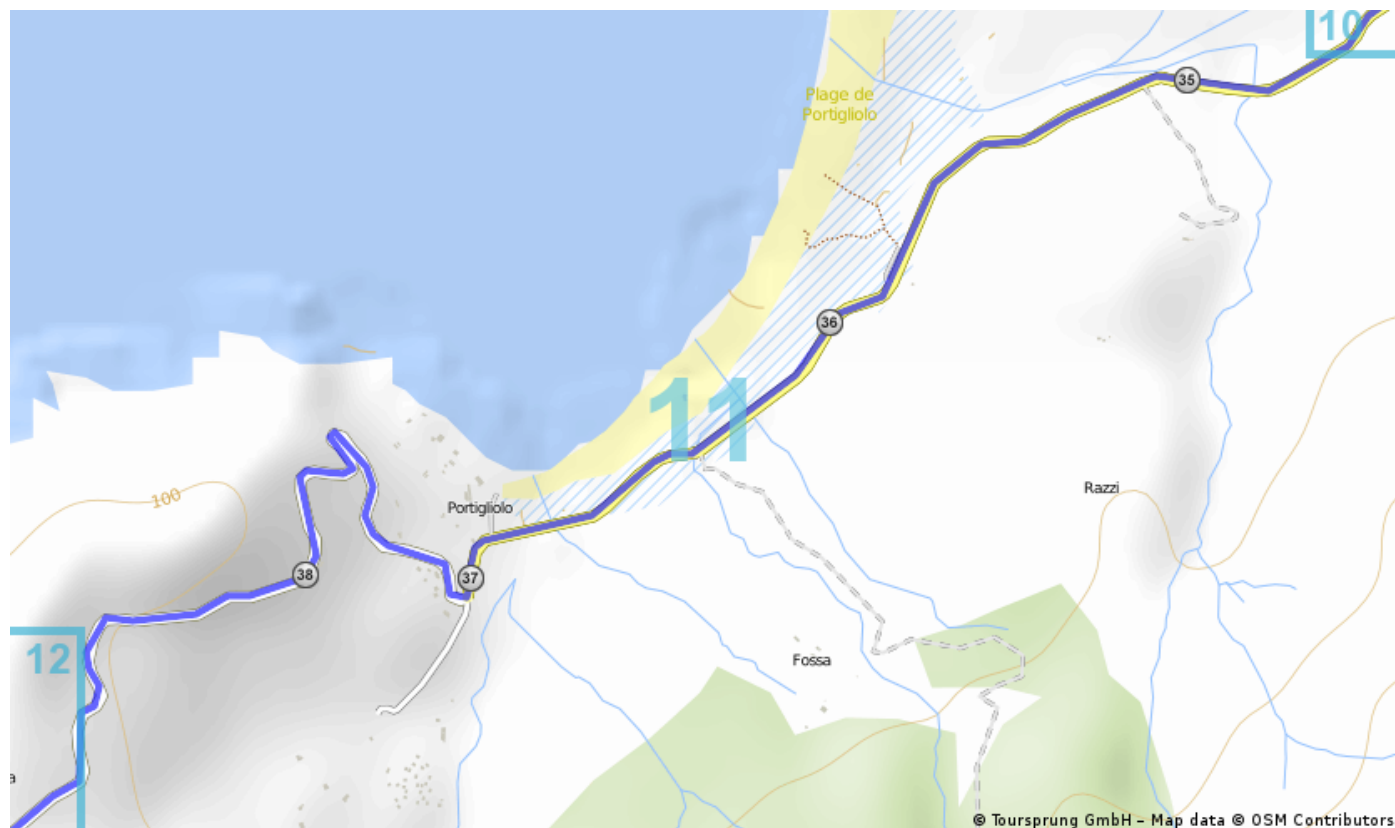 10
35
Plage de
Portigliolo
36
11
Razzi
100
Portigliolo
38
37
12
Fossa
a
© Toursprung GmbH – Map data © OSM Contributors